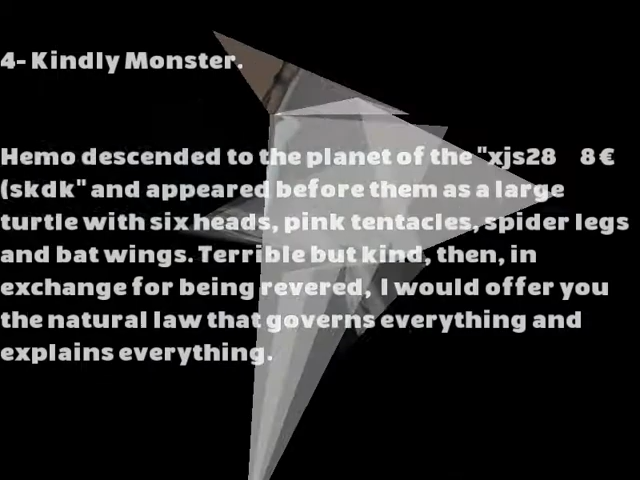 4- Kindly Monster.
Hemo descended to the planet of the "xjs28 8€
(skdk" and appeared before them as a large
turtle with six heads, pink tentacles, spider legs
and bat wings. Terrible but kind, then, in
exchange for being revered, I would offer you
the natural law that governs everything and
explains everything.